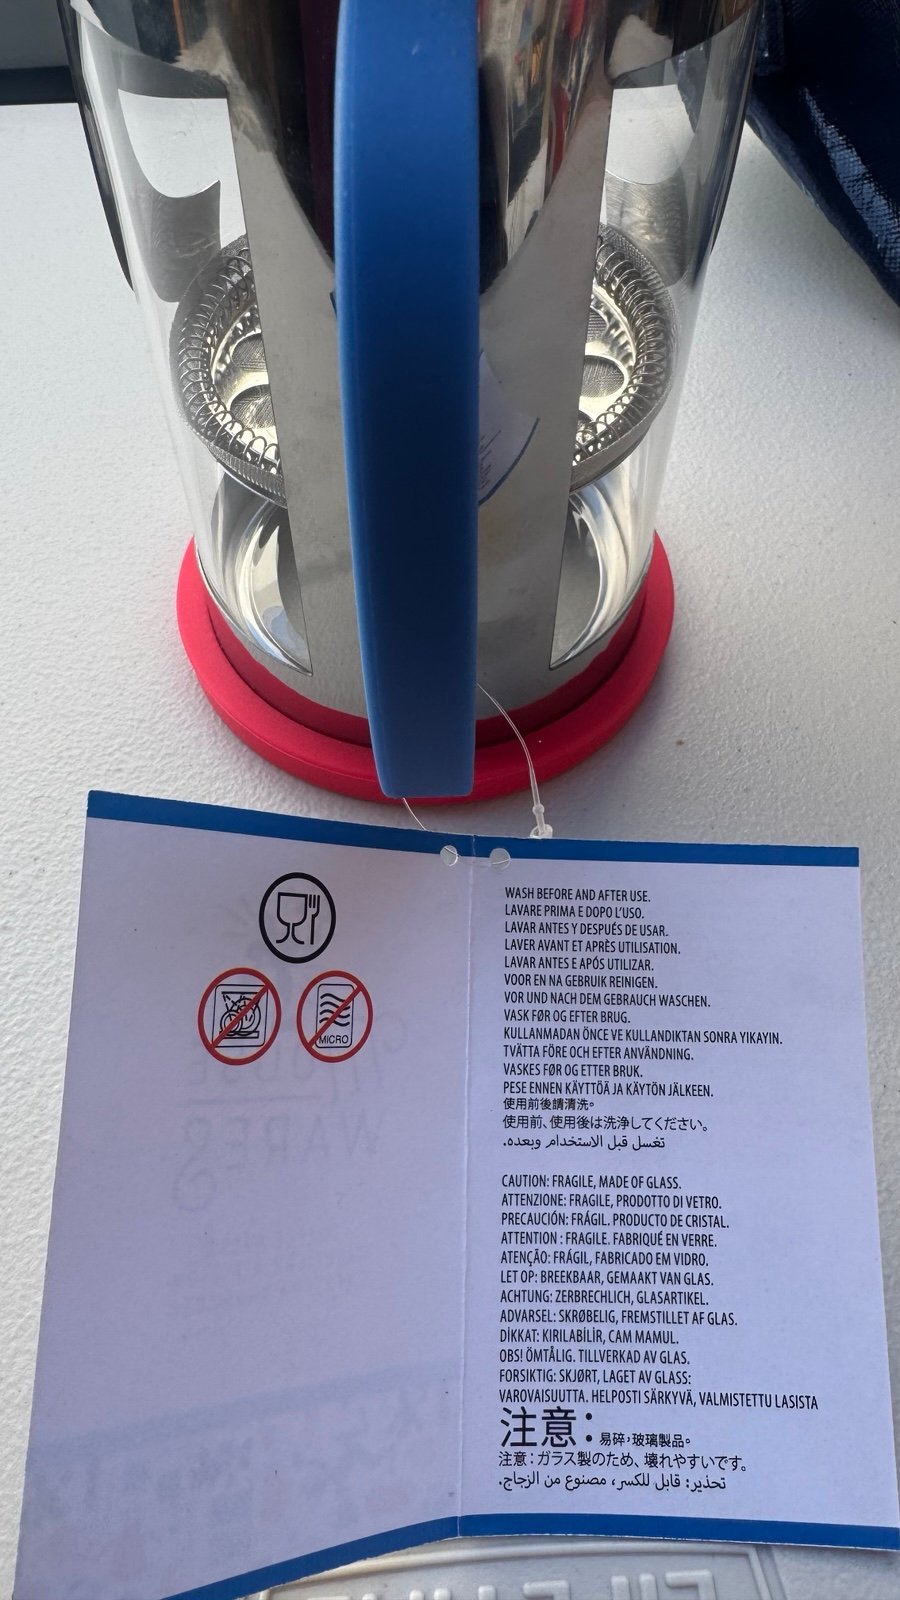 MICRO
WASH BEFORE AND AFTER USE.
LAVARE PRIMA E DOPO L'USO.
LAVAR ANTES Y DESPUÉS DE USAR.
LAVER AVANT ET APRÈS UTILISATION.
LAVAR ANTES E APÓS UTILIZAR.
VOOR EN NA GEBRUIK REINIGEN.
VOR UND NACH DEM GEBRAUCH WASCHEN.
VASK FØR OG EFTER BRUG.
KULLANMADAN ÖNCE VE KULLANDIKTAN SONRA YIKAYIN.
TVÄTTA FÖRE OCH EFTER ANVÄNDNING.
VASKES FØR OG ETTER BRUK.
PESE ENNEN KÄYTTÖÄ JA KÄYTÖN JÄLKEEN.
使用前後請清洗。
使用前、使用後は洗浄してください。
تغسل قبل الاستخدام وبعده.
CAUTION: FRAGILE, MADE OF GLASS.
ATTENZIONE: FRAGILE, PRODOTTO DI VETRO.
PRECAUCIÓN: FRÁGIL. PRODUCTO DE CRISTAL.
ATTENTION : FRAGILE. FABRIQUÉ EN VERRE.
ATENÇÃO: FRÁGIL, FABRICADO EM VIDRO.
LET OP: BREEKBAAR, GEMAAKT VAN GLAS.
ACHTUNG: ZERBRECHLICH, GLASARTIKEL.
ADVARSEL: SKRØBELIG, FREMSTILLET AF GLAS.
DİKKAT: KIRILABİLİR, CAM MAMUL.
OBS! ÖMTÅLIG. TILLVERKAD AV GLAS.
FORSIKTIG: SKJØRT, LAGET AV GLASS:
VAROVAISUUTTA. HELPOSTI SÄRKYVÄ, VALMISTETTU LASISTA
注意：易碎，玻璃製品。
注意：ガラス製のため、壊れやすいです。
تحذير: قابل للكسر، مصنوع من الزجاج.